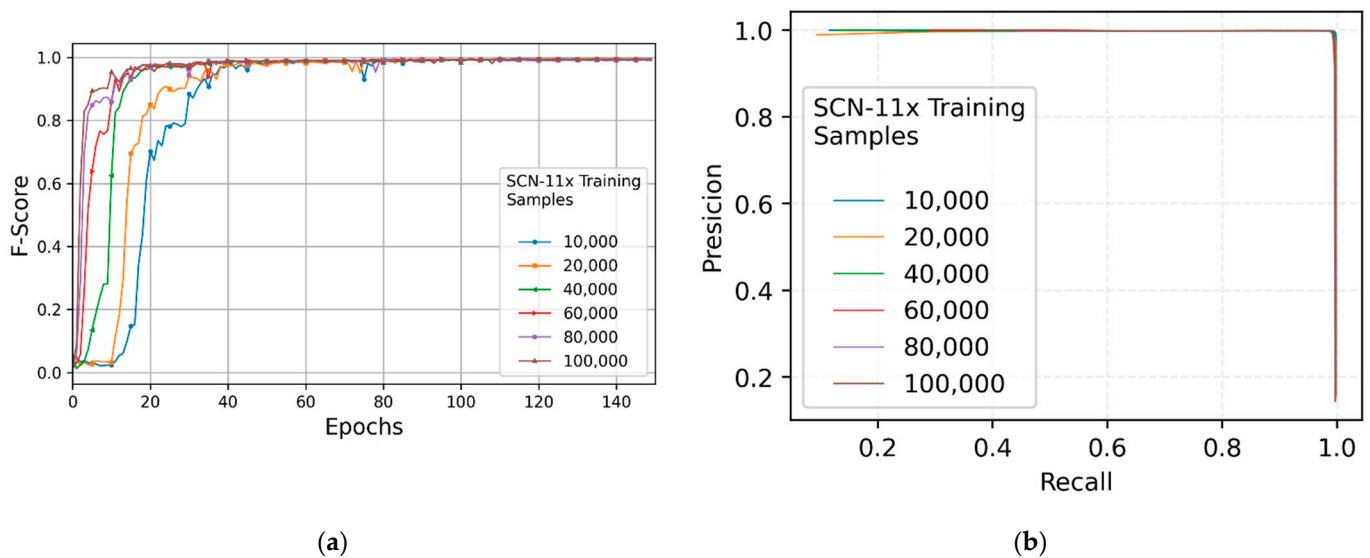 1.0
0.8
0.6
0.4
0.2
0.0
F-Score
0 20 40 60 80 100 120 140
Epochs
SCN-11x Training
Samples
10,000
20,000
40,000
60,000
80,000
100,000
(a)
1.0
0.8
0.6
0.4
0.2
Presicion
0.2 0.4 0.6 0.8 1.0
Recall
SCN-11x Training
Samples
10,000
20,000
40,000
60,000
80,000
100,000
(b)